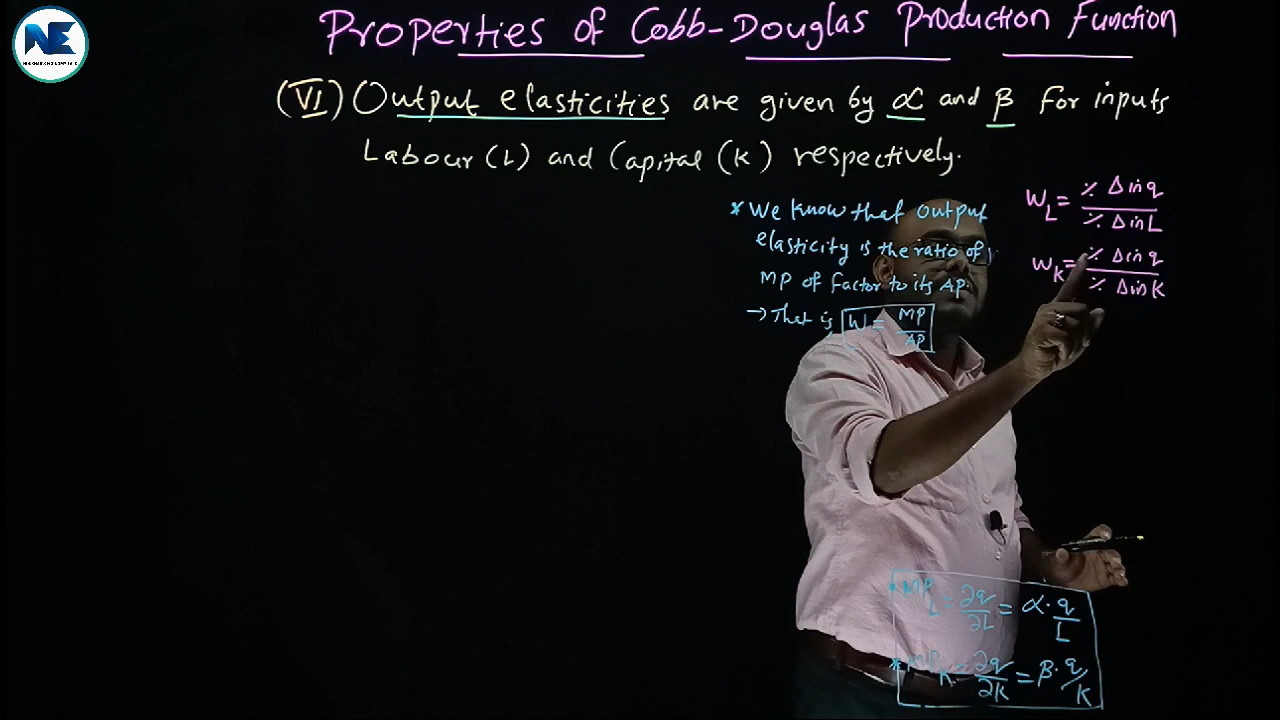 NE
Properties of Cobb-Douglas Production Function
(VI) Output elasticities are given by α and β for inputs
Labour (L) and Capital (K) respectively.
* We know that output
elasticity is the ratio of
MP of factor to its AP.
→ That is W = MP/AP
W_L = % Δ in q / % Δ in L
W_K = % Δ in q / % Δ in K
* MP_L = ∂q/∂L = α · q/L
* MP_K = ∂q/∂K = β · q/K